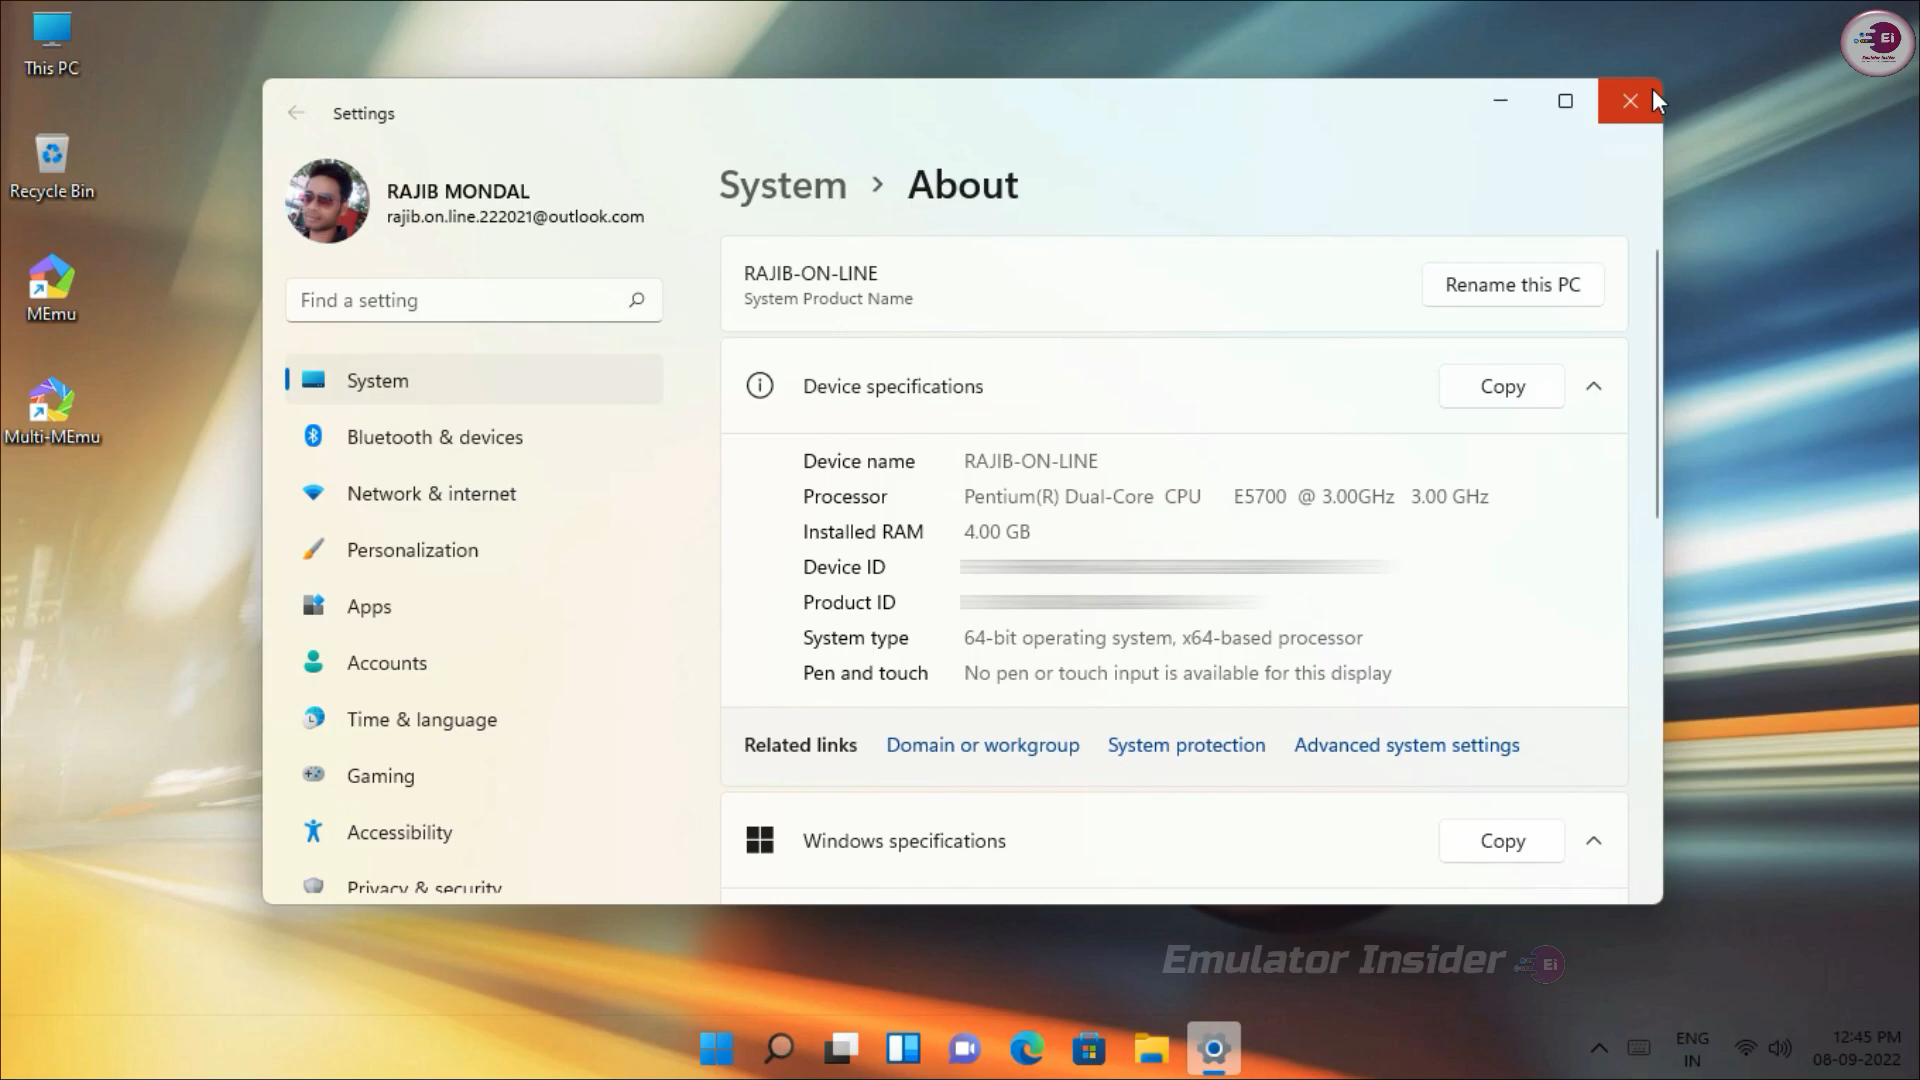 This PC
Recycle Bin
MEmu
Multi-MEmu
Ei
Settings
RAJIB MONDAL
rajib.on.line.222021@outlook.com
Find a setting
System
Bluetooth & devices
Network & internet
Personalization
Apps
Accounts
Time & language
Gaming
Accessibility
Privacy & security
System > About
RAJIB-ON-LINE
System Product Name
Rename this PC
Device specifications
Copy
Device name RAJIB-ON-LINE
Processor Pentium(R) Dual-Core CPU E5700 @ 3.00GHz 3.00 GHz
Installed RAM 4.00 GB
Device ID
Product ID
System type 64-bit operating system, x64-based processor
Pen and touch No pen or touch input is available for this display
Related links Domain or workgroup System protection Advanced system settings
Windows specifications
Copy
Emulator Insider Ei
ENG
IN
12:45 PM
08-09-2022